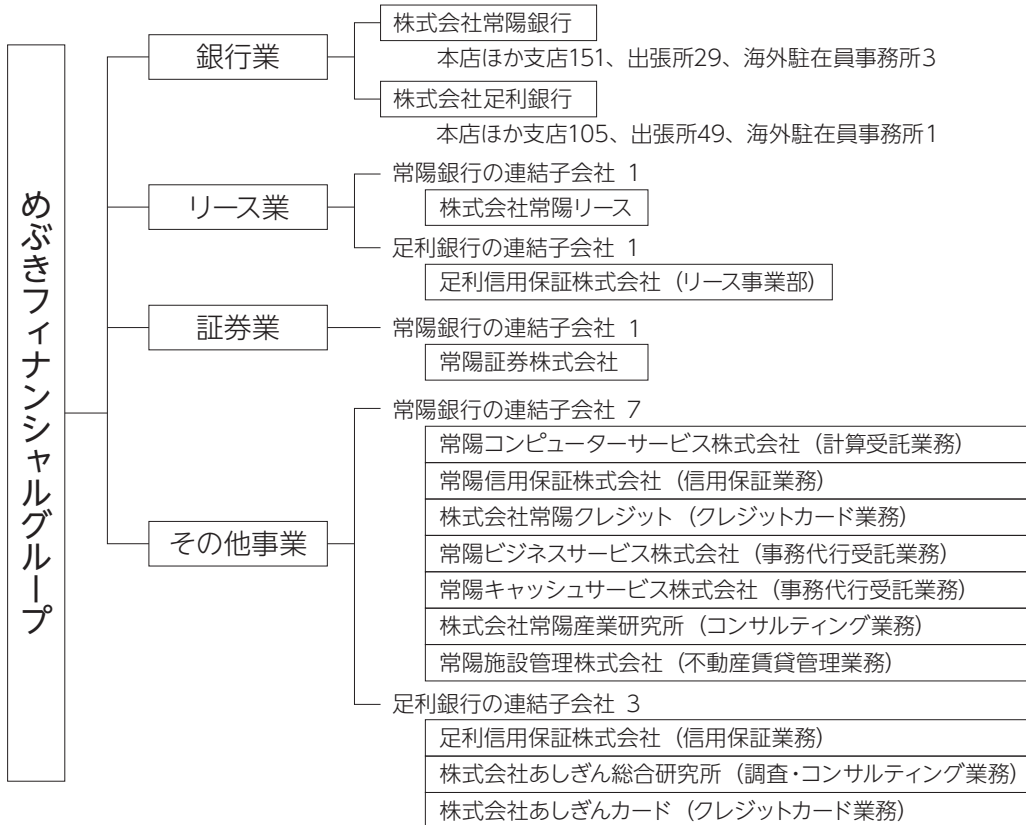 めぶきフィナンシャルグループ
銀行業
株式会社常陽銀行
本店ほか支店151、出張所29、海外駐在員事務所3
株式会社足利銀行
本店ほか支店105、出張所49、海外駐在員事務所1
リース業
常陽銀行の連結子会社 1
株式会社常陽リース
足利銀行の連結子会社 1
足利信用保証株式会社（リース事業部）
証券業
常陽銀行の連結子会社 1
常陽証券株式会社
その他事業
常陽銀行の連結子会社 7
常陽コンピューターサービス株式会社（計算受託業務）
常陽信用保証株式会社（信用保証業務）
株式会社常陽クレジット（クレジットカード業務）
常陽ビジネスサービス株式会社（事務代行受託業務）
常陽キャッシュサービス株式会社（事務代行受託業務）
株式会社常陽産業研究所（コンサルティング業務）
常陽施設管理株式会社（不動産賃貸管理業務）
足利銀行の連結子会社 3
足利信用保証株式会社（信用保証業務）
株式会社あしぎん総合研究所（調査・コンサルティング業務）
株式会社あしぎんカード（クレジットカード業務）